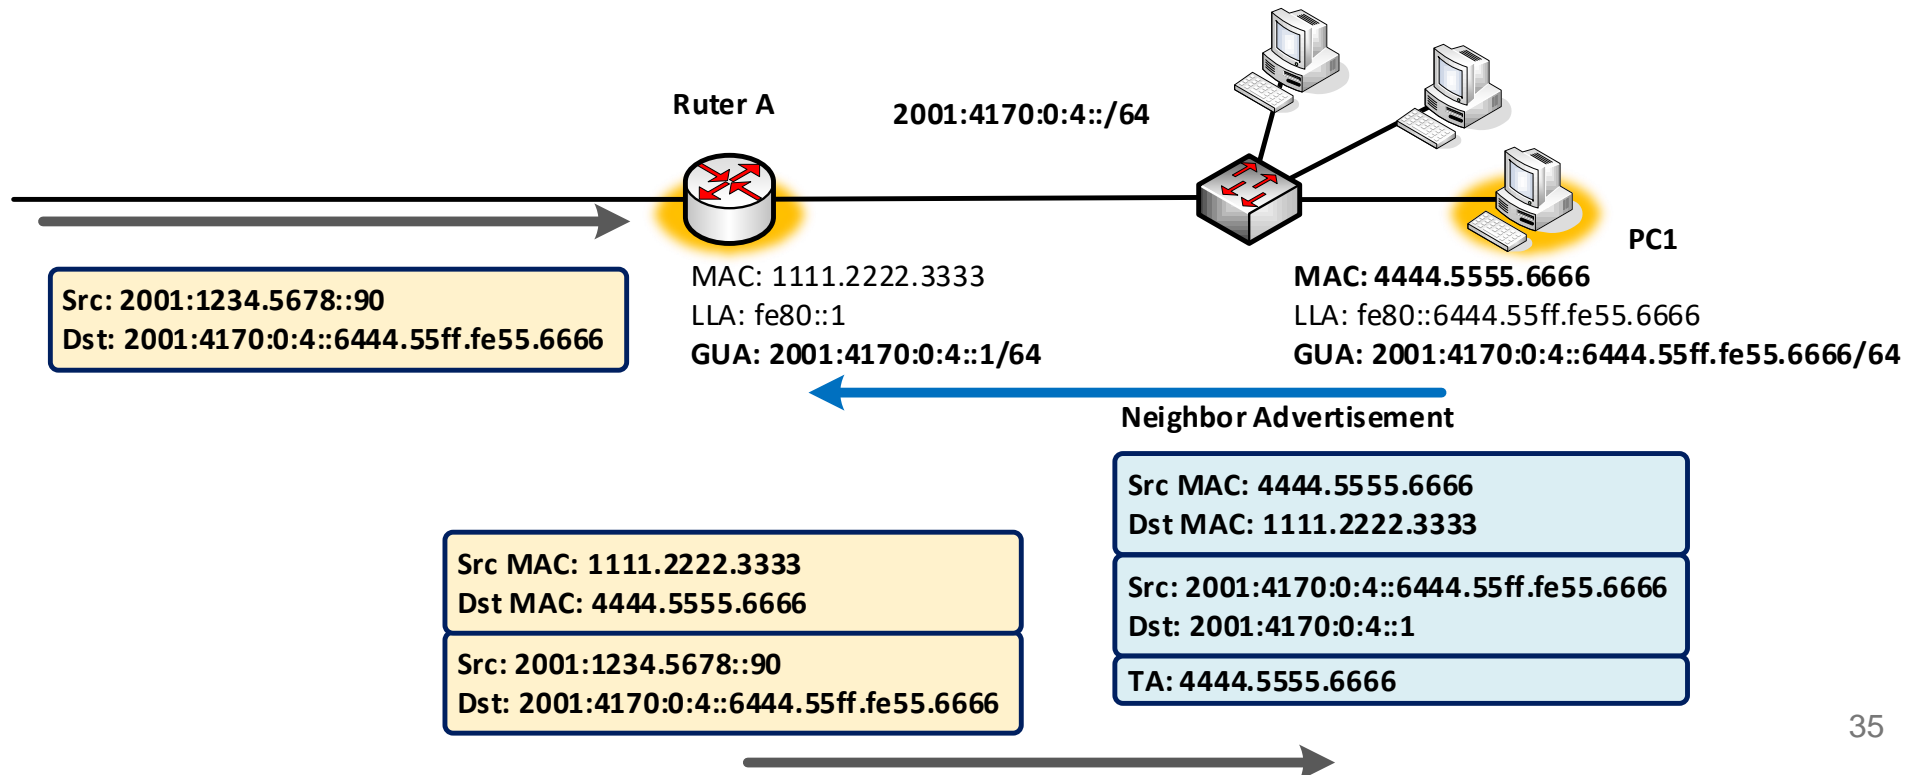 Ruter A
2001:4170:0:4::/64
PC1
MAC: 1111.2222.3333
LLA: fe80::1
GUA: 2001:4170:0:4::1/64
MAC: 4444.5555.6666
LLA: fe80::6444.55ff.fe55.6666
GUA: 2001:4170:0:4::6444.55ff.fe55.6666/64
Src: 2001:1234.5678::90
Dst: 2001:4170:0:4::6444.55ff.fe55.6666
Neighbor Advertisement
Src MAC: 4444.5555.6666
Dst MAC: 1111.2222.3333
Src: 2001:4170:0:4::6444.55ff.fe55.6666
Dst: 2001:4170:0:4::1
TA: 4444.5555.6666
Src MAC: 1111.2222.3333
Dst MAC: 4444.5555.6666
Src: 2001:1234.5678::90
Dst: 2001:4170:0:4::6444.55ff.fe55.6666
35